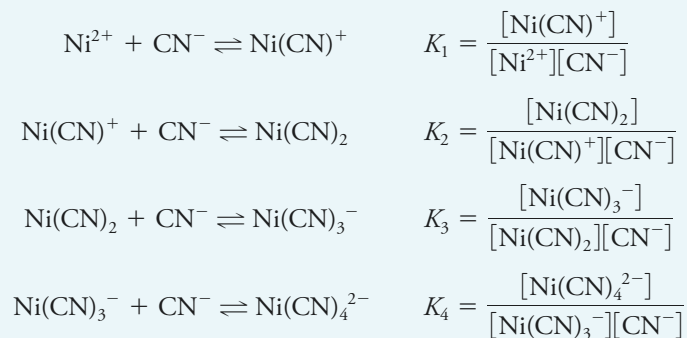 Ni²⁺ + CN⁻ ⇌ Ni(CN)⁺ K₁ = [Ni(CN)⁺] / [Ni²⁺][CN⁻]
Ni(CN)⁺ + CN⁻ ⇌ Ni(CN)₂ K₂ = [Ni(CN)₂] / [Ni(CN)⁺][CN⁻]
Ni(CN)₂ + CN⁻ ⇌ Ni(CN)₃⁻ K₃ = [Ni(CN)₃⁻] / [Ni(CN)₂][CN⁻]
Ni(CN)₃⁻ + CN⁻ ⇌ Ni(CN)₄²⁻ K₄ = [Ni(CN)₄²⁻] / [Ni(CN)₃⁻][CN⁻]